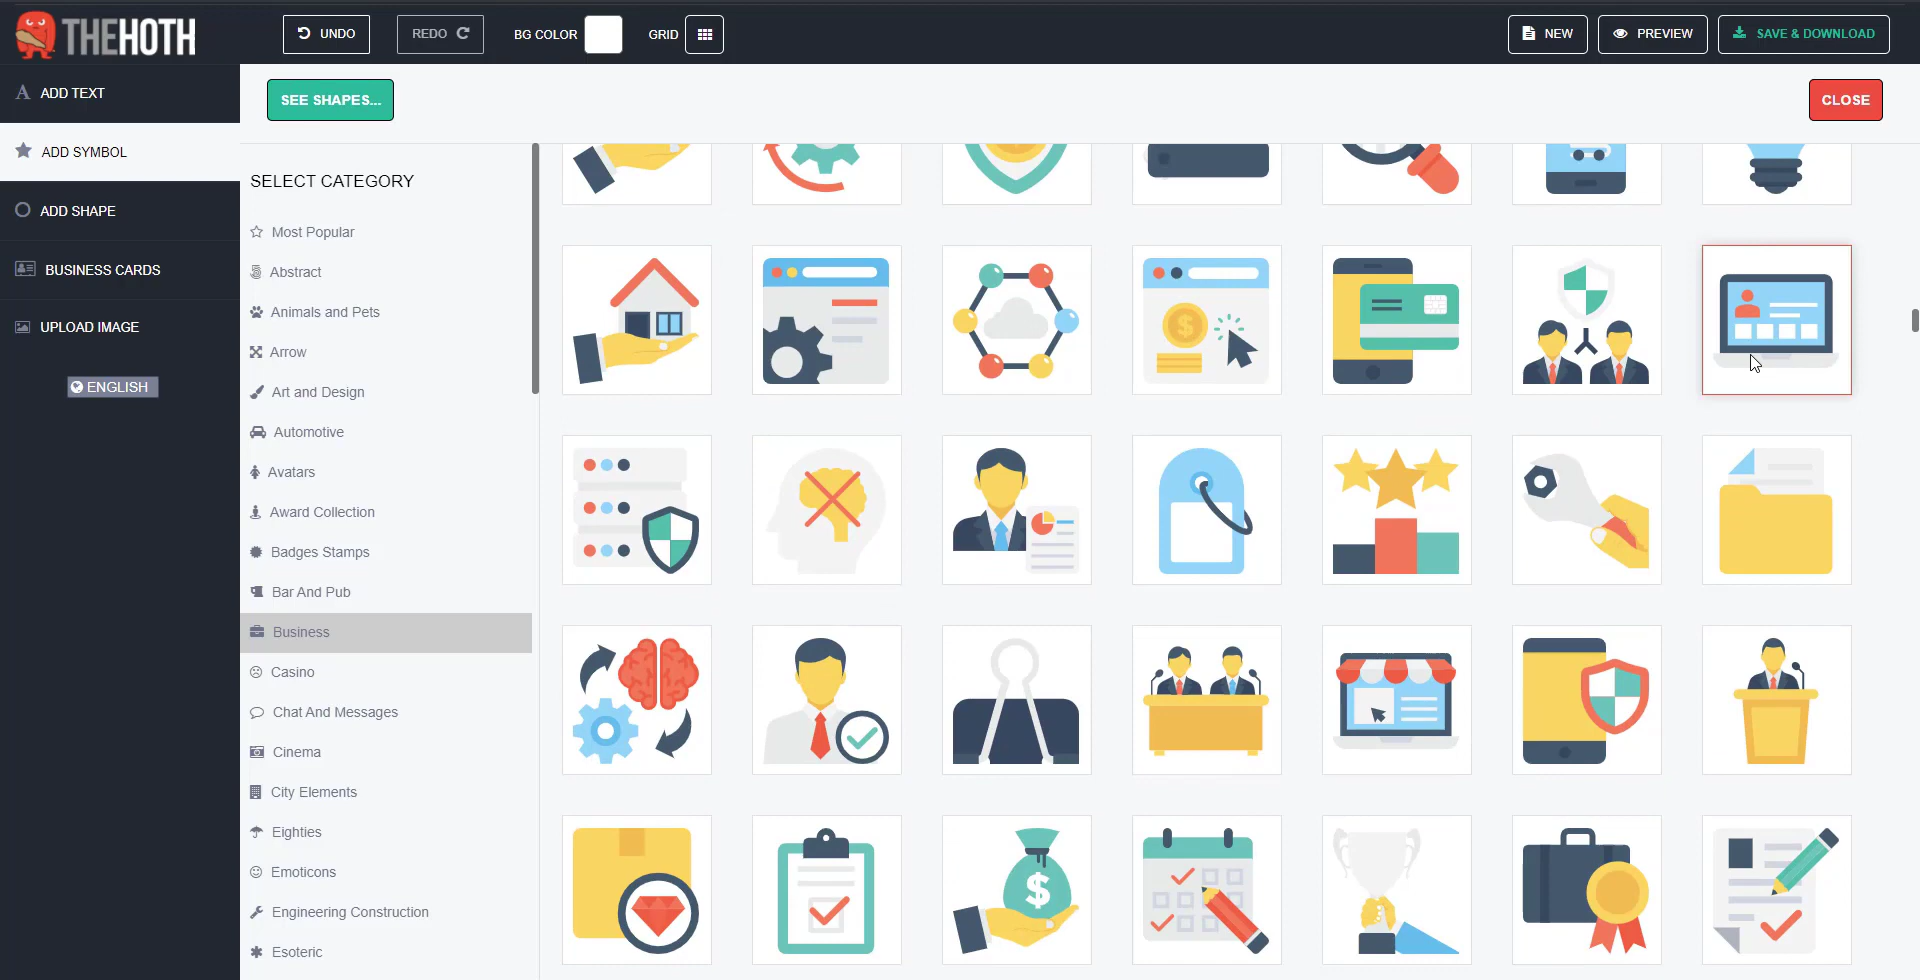 THEHOTH
UNDO
REDO
BG COLOR
GRID
NEW
PREVIEW
SAVE & DOWNLOAD
ADD TEXT
ADD SYMBOL
ADD SHAPE
BUSINESS CARDS
UPLOAD IMAGE
ENGLISH
SEE SHAPES...
CLOSE
SELECT CATEGORY
Most Popular
Abstract
Animals and Pets
Arrow
Art and Design
Automotive
Avatars
Award Collection
Badges Stamps
Bar And Pub
Business
Casino
Chat And Messages
Cinema
City Elements
Eighties
Emoticons
Engineering Construction
Esoteric
$
$